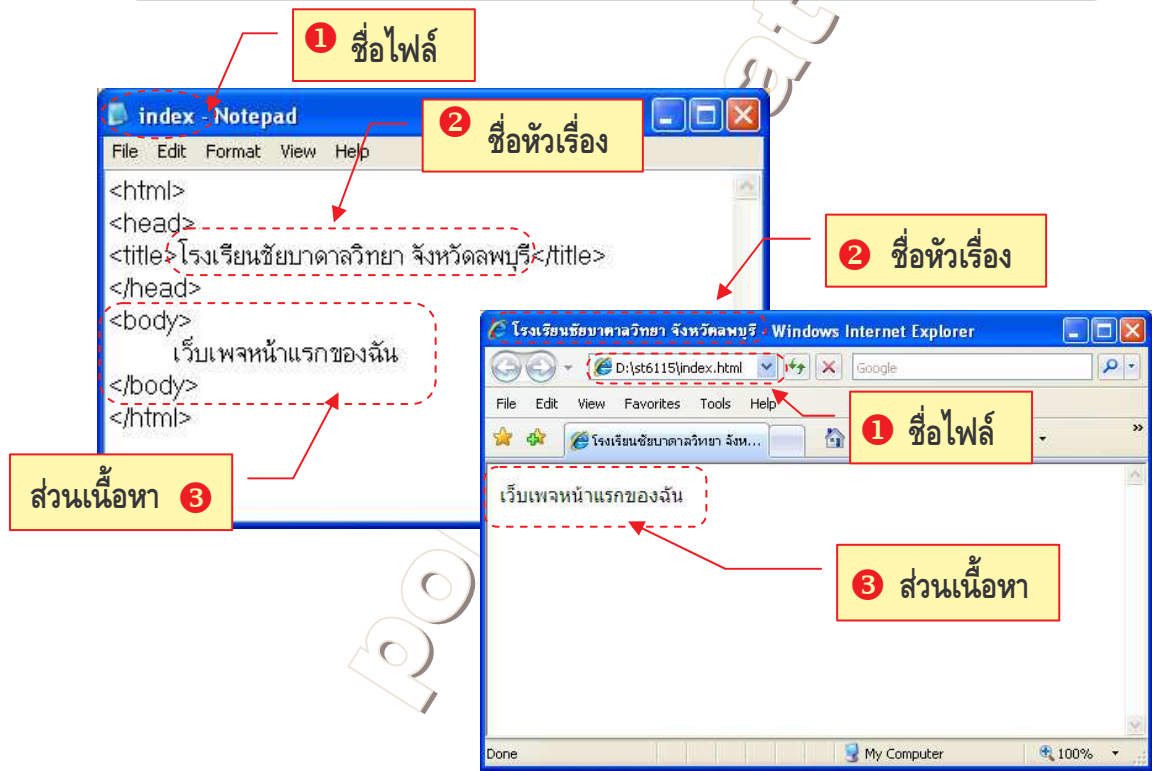 ❶ ชื่อไฟล์
index - Notepad
❷ ชื่อหัวเรื่อง
File Edit Format View Help
<html>
<head>
<title>โรงเรียนชัยบาดาลวิทยา จังหวัดลพบุรี</title>
</head>
<body>
เว็บเพจหน้าแรกของฉัน
</body>
</html>
ส่วนเนื้อหา ❸
❷ ชื่อหัวเรื่อง
โรงเรียนชัยบาดาลวิทยา จังหวัดลพบุรี - Windows Internet Explorer
D:\st6115\index.html
Google
File Edit View Favorites Tools Help
❶ ชื่อไฟล์
โรงเรียนชัยบาดาลวิทยา จังห...
»
เว็บเพจหน้าแรกของฉัน
❸ ส่วนเนื้อหา
Done My Computer 100%